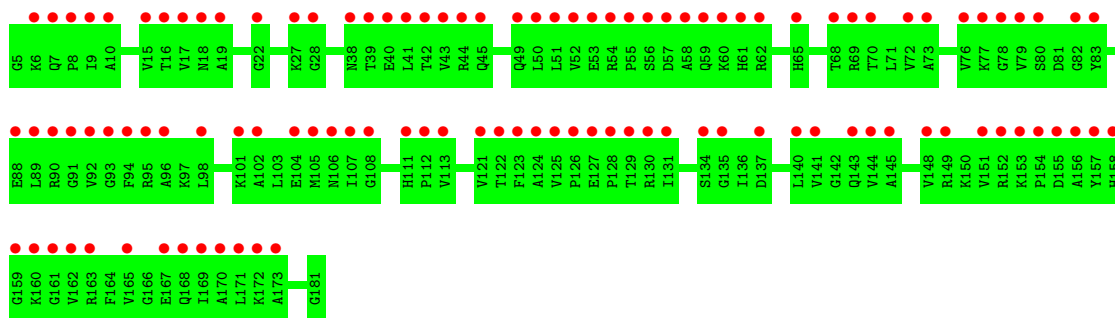 G5 K6 Q7 P8 I9 A10 V15 T16 V17 N18 A19 G22 K27 G28 N38 T39 E40 L41 T42 V43 R44 Q45 Q49 L50 L51 V52 E53 R54 P55 S56 D57 A58 Q59 K60 H61 R62 H65 T68 R69 T70 L71 V72 A73 V76 K77 G78 V79 S80 D81 G82 Y83
E88 L89 R90 G91 V92 G93 F94 R95 A96 K97 L98 K101 A102 L103 E104 M105 N106 I107 G108 H111 P112 V113 V121 T122 F123 A124 V125 P126 E127 P128 T129 R130 I131 S134 G135 I136 D137 L140 V141 G142 Q143 V144 A145 V148 R149 K150 V151 R152 K153 P154 D155 A156 Y157 H158
G159 K160 G161 V162 R163 F164 V165 G166 E167 Q168 I169 A170 L171 K172 A173 G181